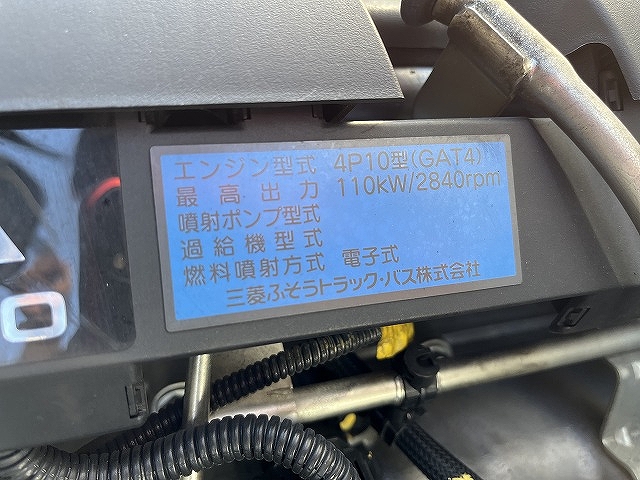 エンジン型式 4P10型(GAT4)
最高出力 110kW/2840rpm
噴射ポンプ型式
過給機型式
燃料噴射方式 電子式
三菱ふそうトラック・バス株式会社